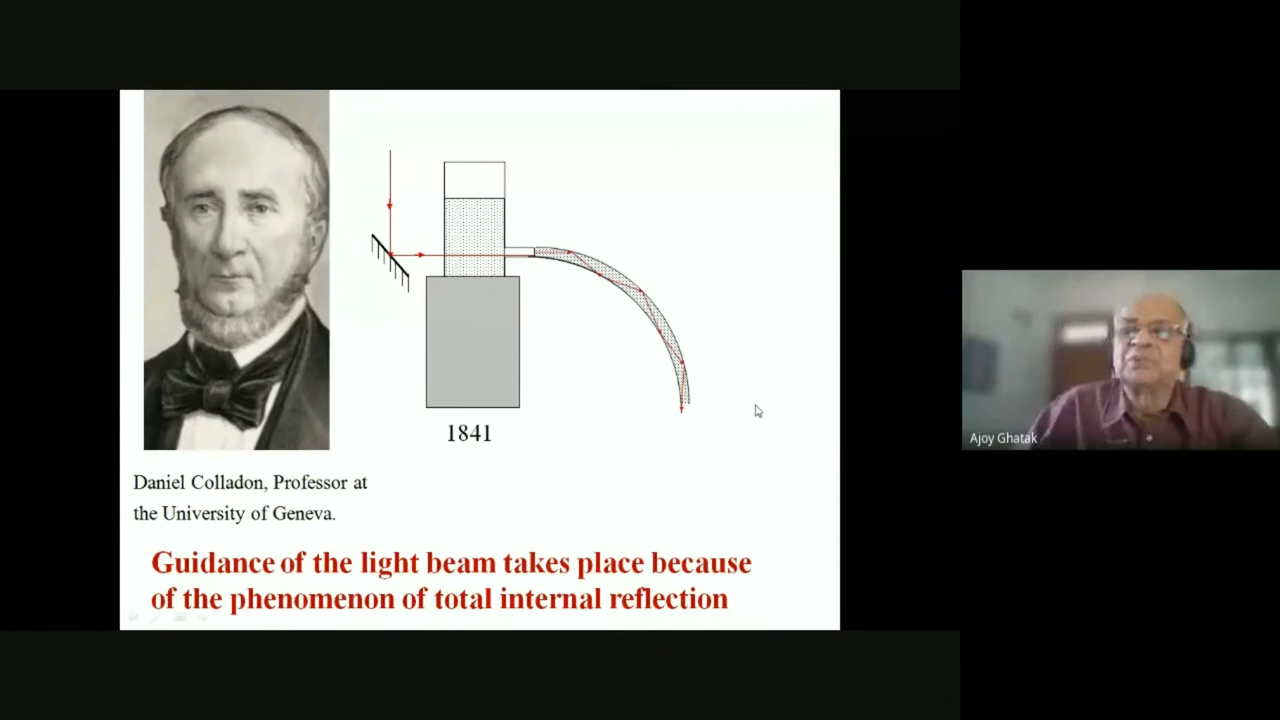 1841
Daniel Colladon, Professor at
the University of Geneva.
Guidance of the light beam takes place because
of the phenomenon of total internal reflection
Ajoy Ghatak